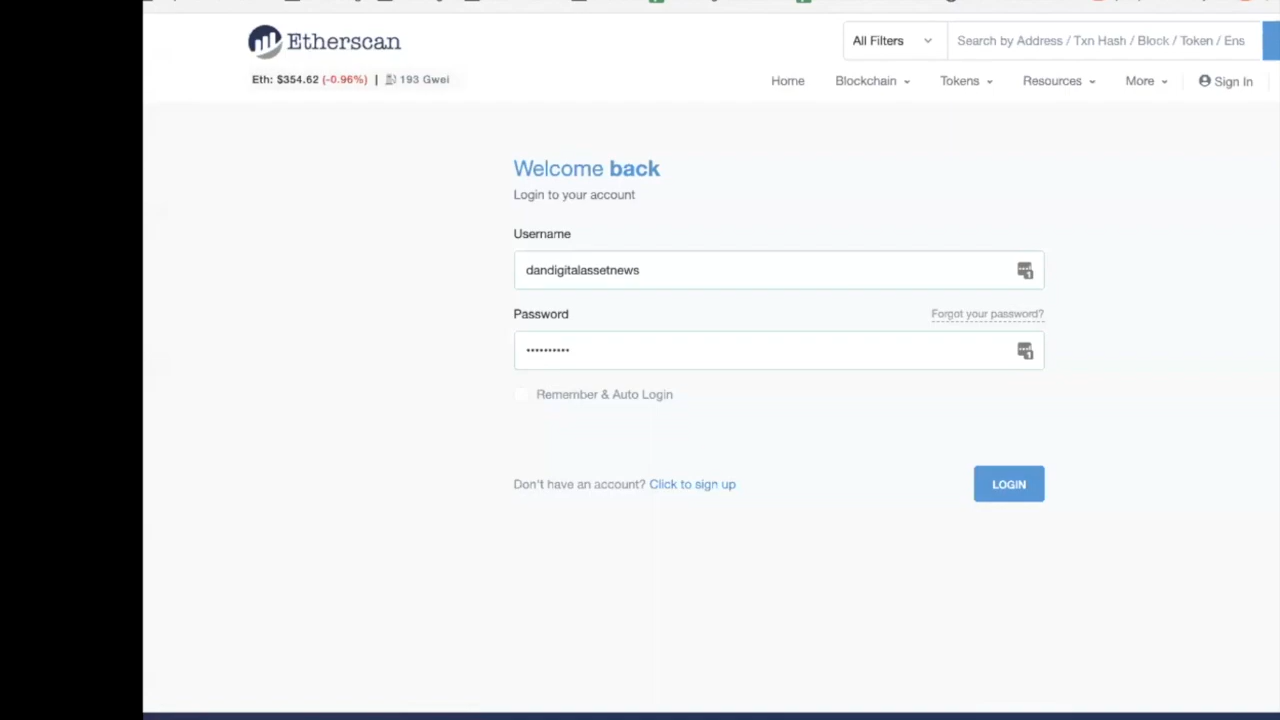 Etherscan
All Filters
Search by Address / Txn Hash / Block / Token / Ens
Eth: $354.62 (-0.96%) | 193 Gwei
Home Blockchain Tokens Resources More Sign In
Welcome back
Login to your account
Username
dandigitalassetnews
Password Forgot your password?
••••••••••
Remember & Auto Login
Don't have an account? Click to sign up LOGIN